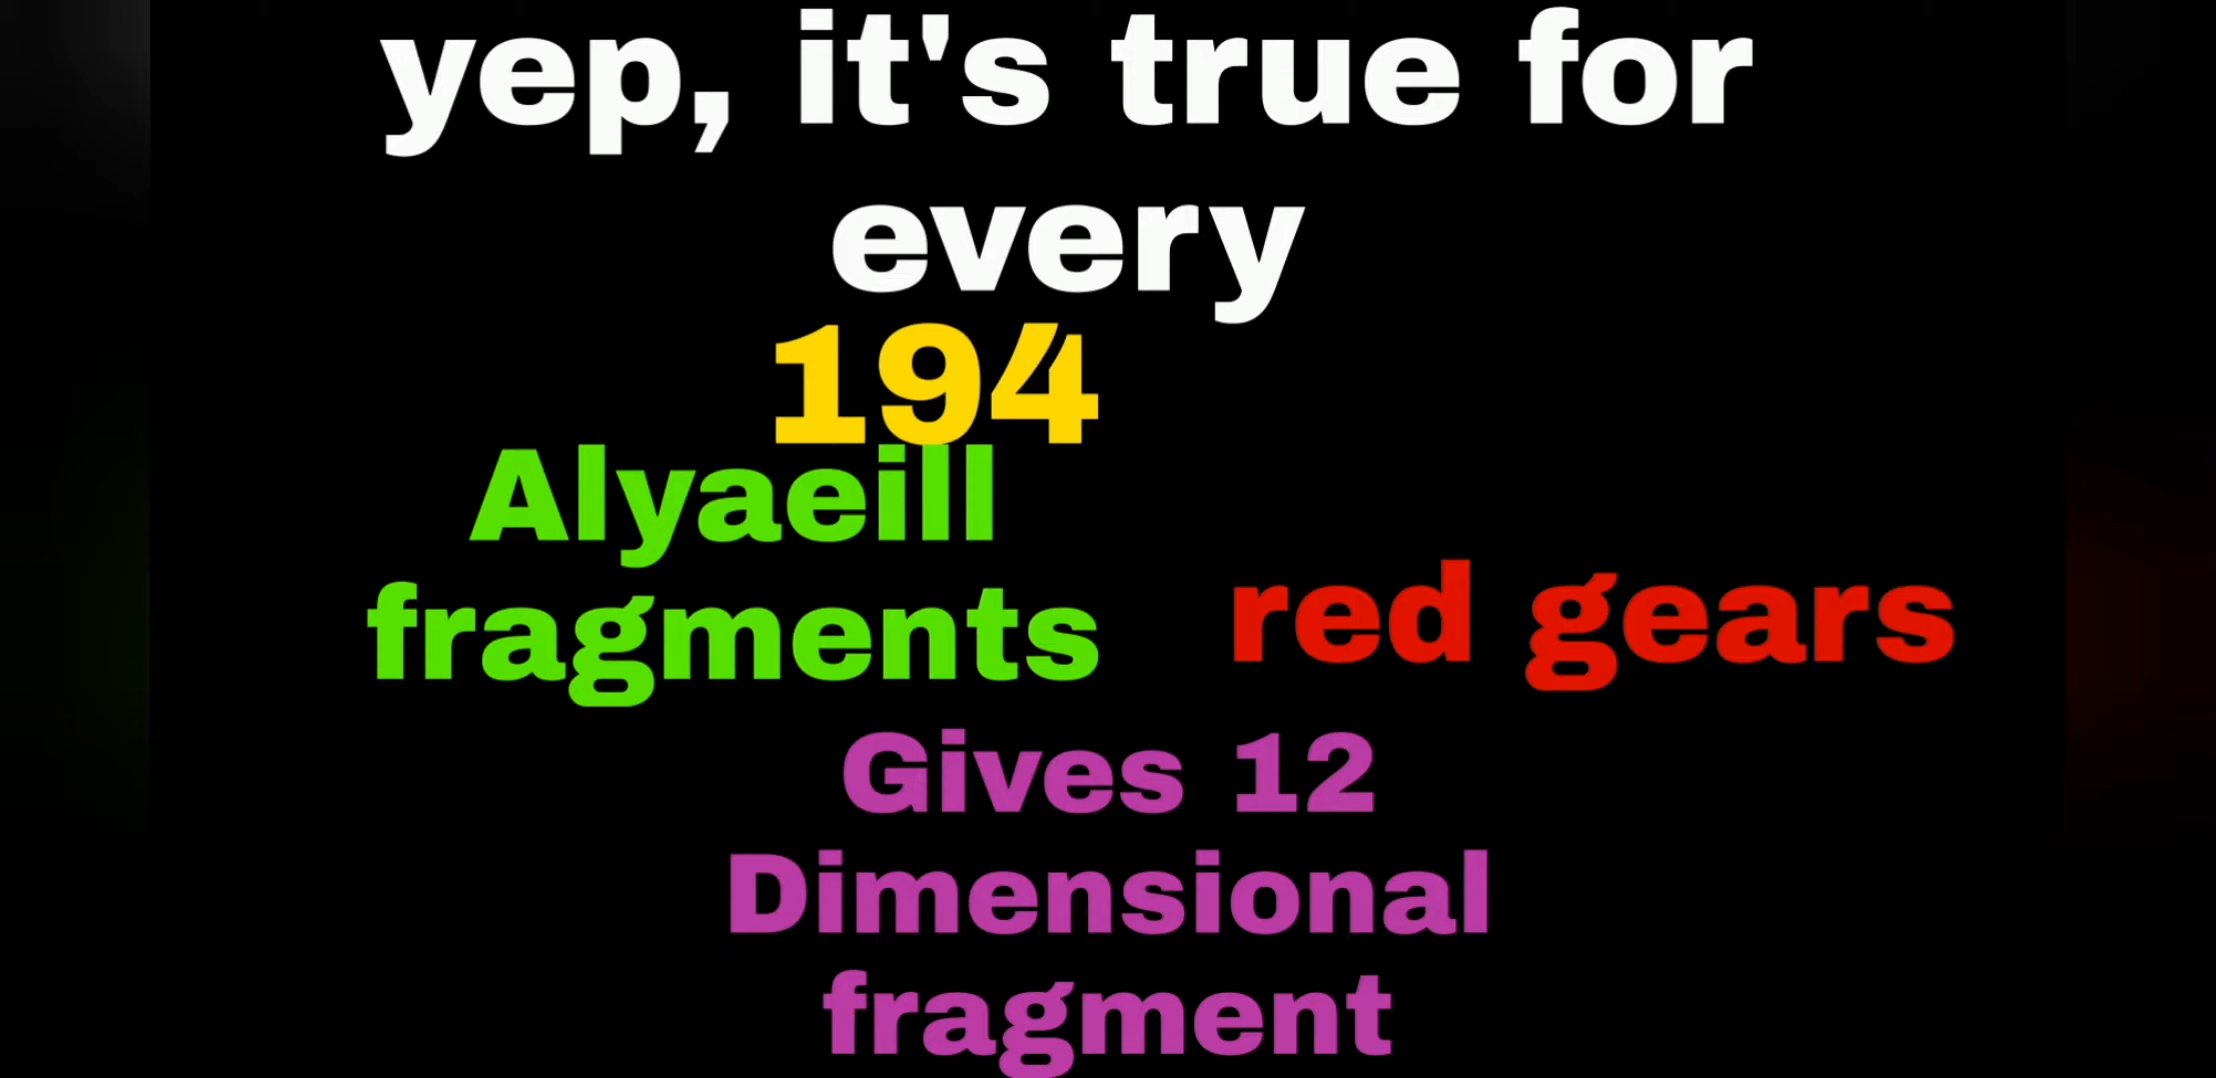 yep, it's true for
every
194
Alyaeill
fragments
red gears
Gives 12
Dimensional
fragment